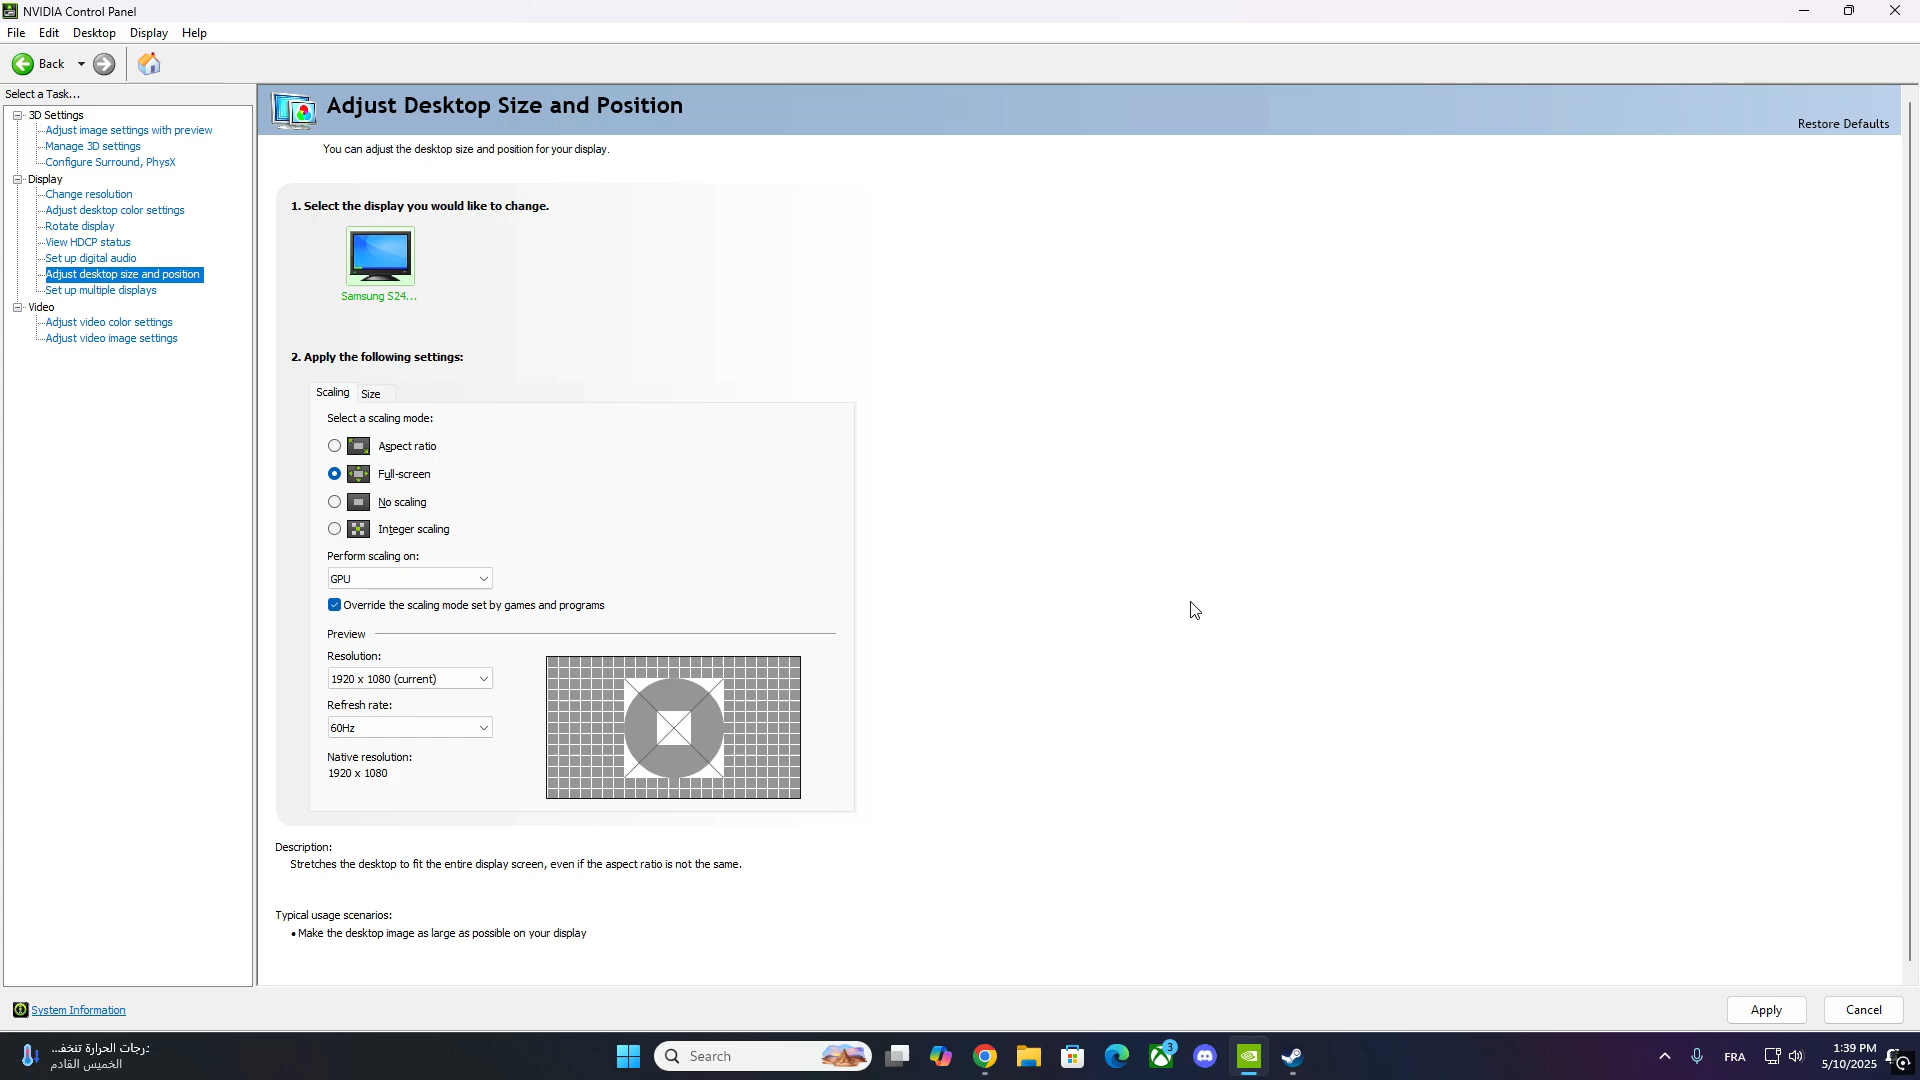 NVIDIA Control Panel
File Edit Desktop Display Help
Back
Select a Task...
3D Settings
Adjust image settings with preview
Manage 3D settings
Configure Surround, PhysX
Display
Change resolution
Adjust desktop color settings
Rotate display
View HDCP status
Set up digital audio
Adjust desktop size and position
Set up multiple displays
Video
Adjust video color settings
Adjust video image settings
Adjust Desktop Size and Position
Restore Defaults
You can adjust the desktop size and position for your display.
1. Select the display you would like to change.
Samsung S24...
2. Apply the following settings:
Scaling Size
Select a scaling mode:
Aspect ratio
Full-screen
No scaling
Integer scaling
Perform scaling on:
GPU
Override the scaling mode set by games and programs
Preview
Resolution:
1920 x 1080 (current)
Refresh rate:
60Hz
Native resolution:
1920 x 1080
Description:
Stretches the desktop to fit the entire display screen, even if the aspect ratio is not the same.
Typical usage scenarios:
• Make the desktop image as large as possible on your display
System Information
Apply Cancel
درجات الحرارة تنخفـ...
الخميس القادم
Search
3
FRA
1:39 PM
5/10/2025